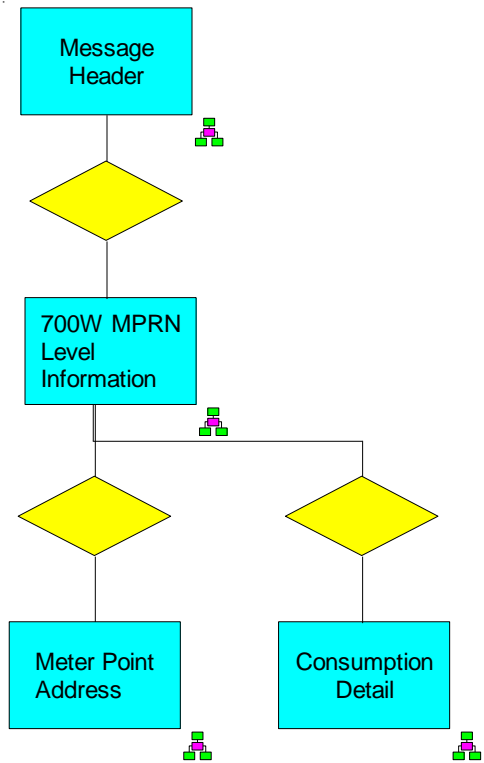 Message
Header
700W MPRN
Level
Information
Meter Point
Address
Consumption
Detail